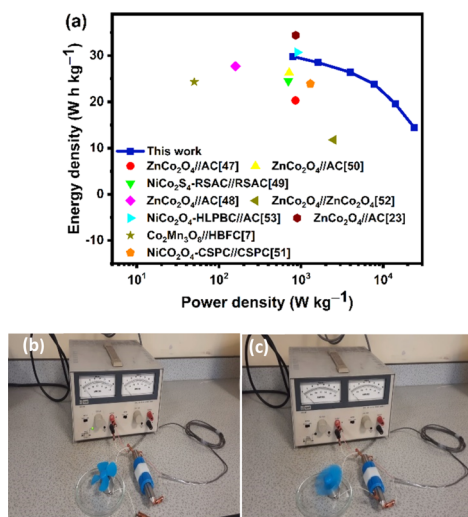 (a)
40
30
20
10
0
-10
Energy density (W h kg⁻¹)
This work
ZnCo₂O₄//AC[47] ZnCo₂O₄//AC[50]
NiCo₂S₄-RSAC//RSAC[49]
ZnCo₂O₄//AC[48] ZnCo₂O₄//ZnCo₂O₄[52]
NiCo₂O₄-HLPBC//AC[53] ZnCo₂O₄//AC[23]
Co₂Mn₃O₈//HBFC[7]
NiCO₂O₄-CSPC//CSPC[51]
10¹ 10² 10³ 10⁴
Power density (W kg⁻¹)
(b) (c)